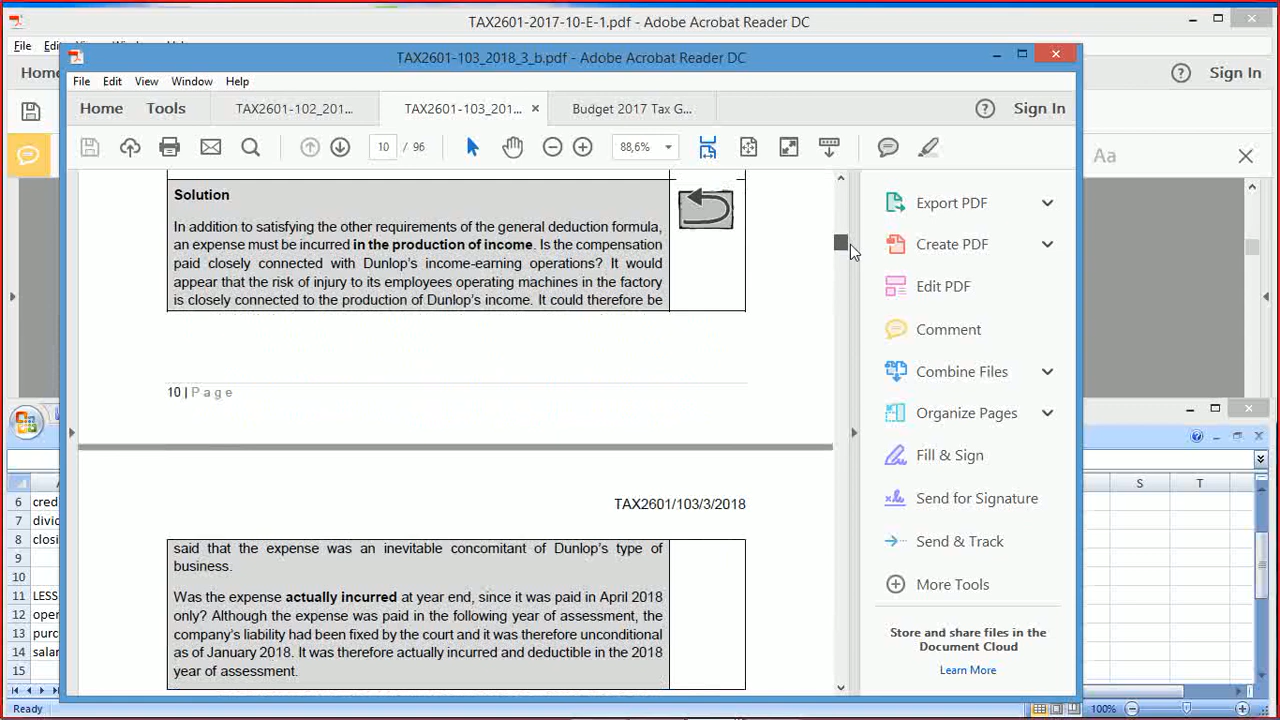 TAX2601-2017-10-E-1.pdf - Adobe Acrobat Reader DC
File
Home
Sign In
TAX2601-103_2018_3_b.pdf - Adobe Acrobat Reader DC
File Edit View Window Help
Home Tools TAX2601-102_201... TAX2601-103_201... × Budget 2017 Tax G... Sign In
10 / 96 88,6%
Aa
Solution
In addition to satisfying the other requirements of the general deduction formula,
an expense must be incurred in the production of income. Is the compensation
paid closely connected with Dunlop's income-earning operations? It would
appear that the risk of injury to its employees operating machines in the factory
is closely connected to the production of Dunlop's income. It could therefore be
10 | P a g e
TAX2601/103/3/2018
said that the expense was an inevitable concomitant of Dunlop's type of
business.
Was the expense actually incurred at year end, since it was paid in April 2018
only? Although the expense was paid in the following year of assessment, the
company's liability had been fixed by the court and it was therefore unconditional
as of January 2018. It was therefore actually incurred and deductible in the 2018
year of assessment.
Export PDF
Create PDF
Edit PDF
Comment
Combine Files
Organize Pages
Fill & Sign
Send for Signature
Send & Track
More Tools
Store and share files in the
Document Cloud
Learn More
S T
6 cred
7 divid
8 closi
9
10
11 LESS
12 oper
13 purc
14 salar
15
Ready
100%